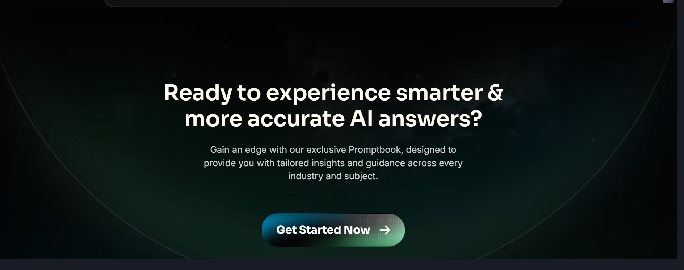 Ready to experience smarter &
more accurate AI answers?
Gain an edge with our exclusive Promptbook, designed to
provide you with tailored insights and guidance across every
industry and subject.
Get Started Now →